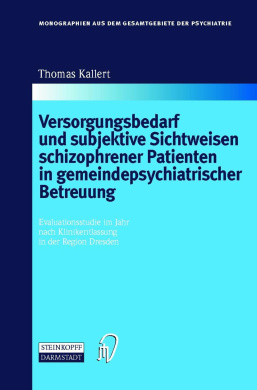 MONOGRAPHIEN AUS DEM GESAMTGEBIETE DER PSYCHIATRIE
Thomas Kallert
Versorgungsbedarf
und subjektive Sichtweisen
schizophrener Patienten
in gemeindepsychiatrischer
Betreuung
Evaluationsstudie im Jahr
nach Klinikentlassung
in der Region Dresden
STEINKOPFF
DARMSTADT